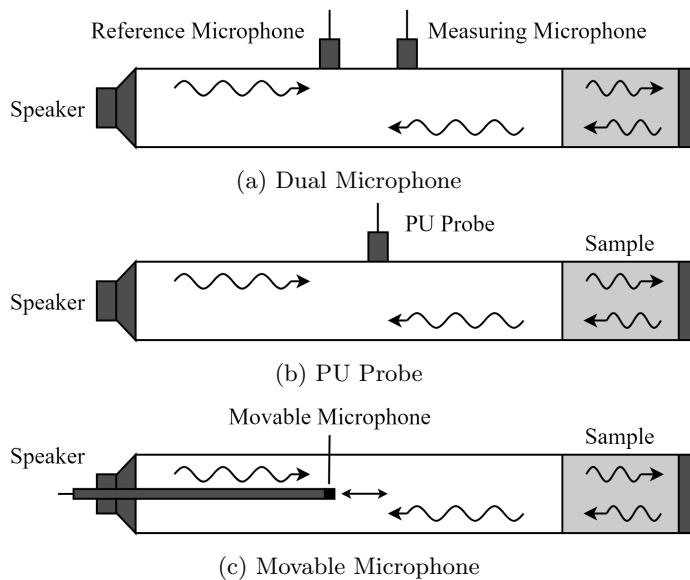 Reference Microphone
Measuring Microphone
Speaker
(a) Dual Microphone
PU Probe
Sample
Speaker
(b) PU Probe
Movable Microphone
Speaker
Sample
(c) Movable Microphone